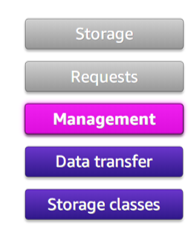 Storage
Requests
Management
Data transfer
Storage classes